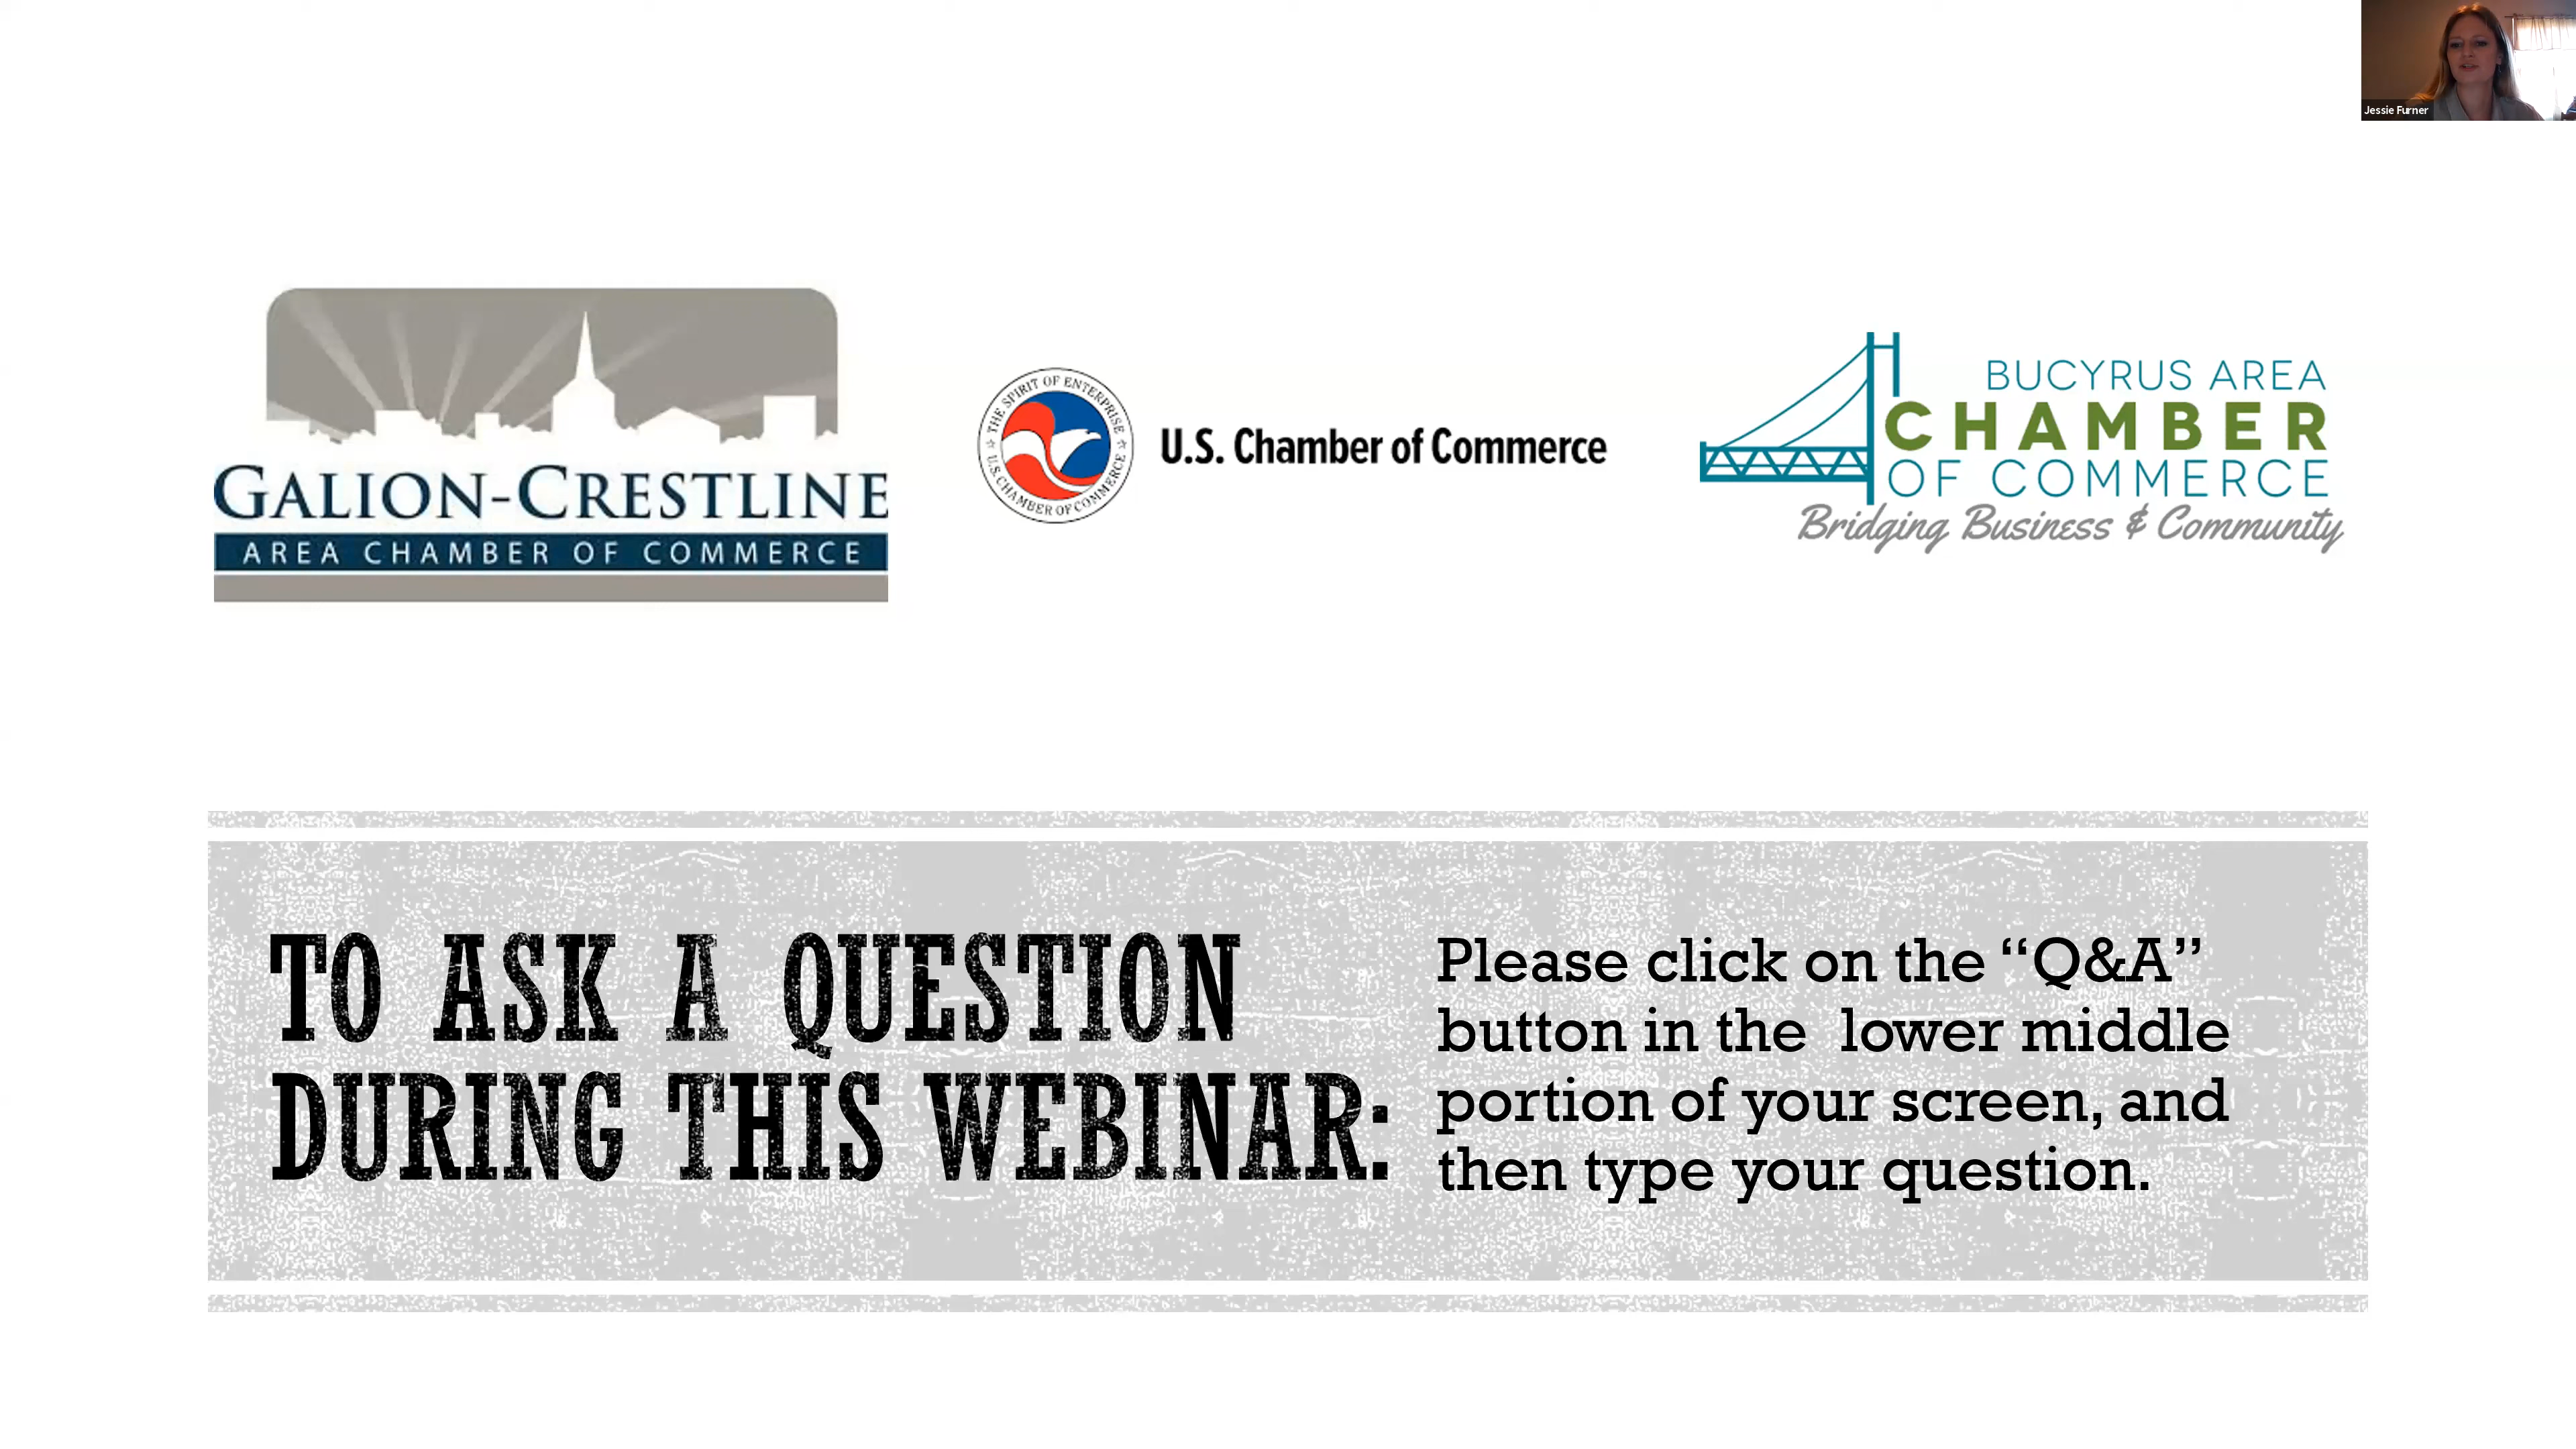 Jessie Furner
GALION-CRESTLINE
AREA CHAMBER OF COMMERCE
THE SPIRIT OF ENTERPRISE
U.S. CHAMBER OF COMMERCE
U.S. Chamber of Commerce
BUCYRUS AREA
CHAMBER
OF COMMERCE
Bridging Business & Community
TO ASK A QUESTION
DURING THIS WEBINAR:
Please click on the “Q&A”
button in the  lower middle
portion of your screen, and
then type your question.